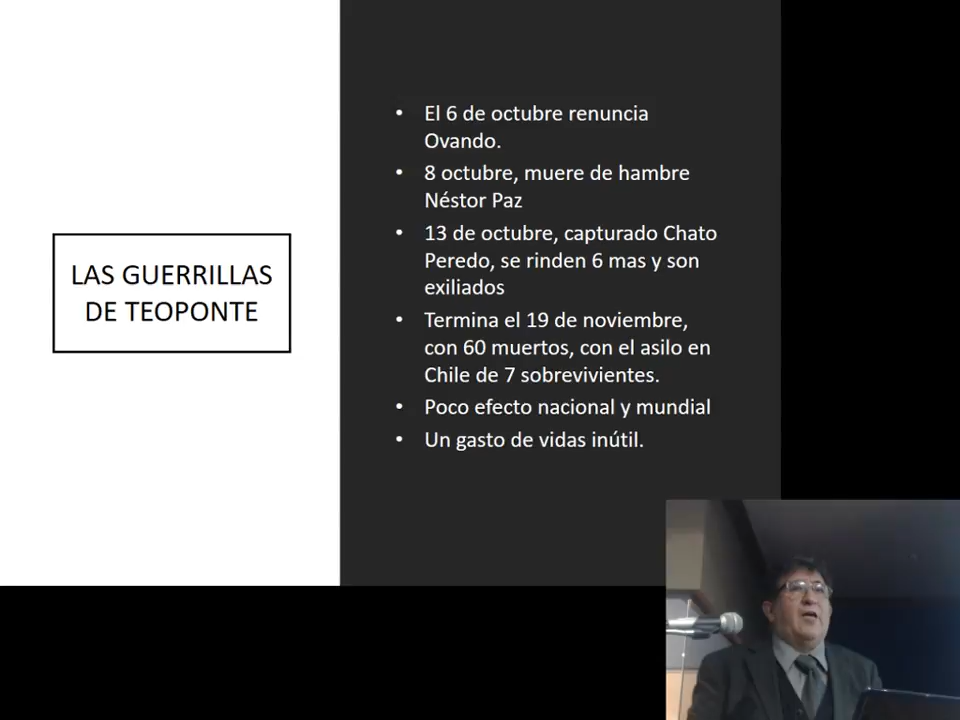 LAS GUERRILLAS
DE TEOPONTE
• El 6 de octubre renuncia
Ovando.
• 8 octubre, muere de hambre
Néstor Paz
• 13 de octubre, capturado Chato
Peredo, se rinden 6 mas y son
exiliados
• Termina el 19 de noviembre,
con 60 muertos, con el asilo en
Chile de 7 sobrevivientes.
• Poco efecto nacional y mundial
• Un gasto de vidas inútil.